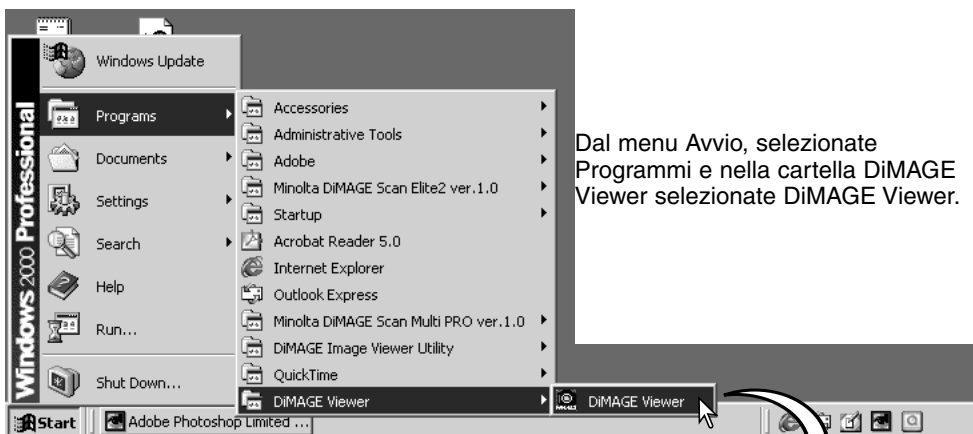 Windows 2000 Professional
Windows Update
Programs
Documents
Settings
Search
Help
Run...
Shut Down...
Accessories
Administrative Tools
Adobe
Minolta DiMAGE Scan Elite2 ver.1.0
Startup
Acrobat Reader 5.0
Internet Explorer
Outlook Express
Minolta DiMAGE Scan Multi PRO ver.1.0
DiMAGE Image Viewer Utility
QuickTime
DiMAGE Viewer
DiMAGE Viewer
Dal menu Avvio, selezionate
Programmi e nella cartella DiMAGE
Viewer selezionate DiMAGE Viewer.
Start
Adobe Photoshop Limited ...